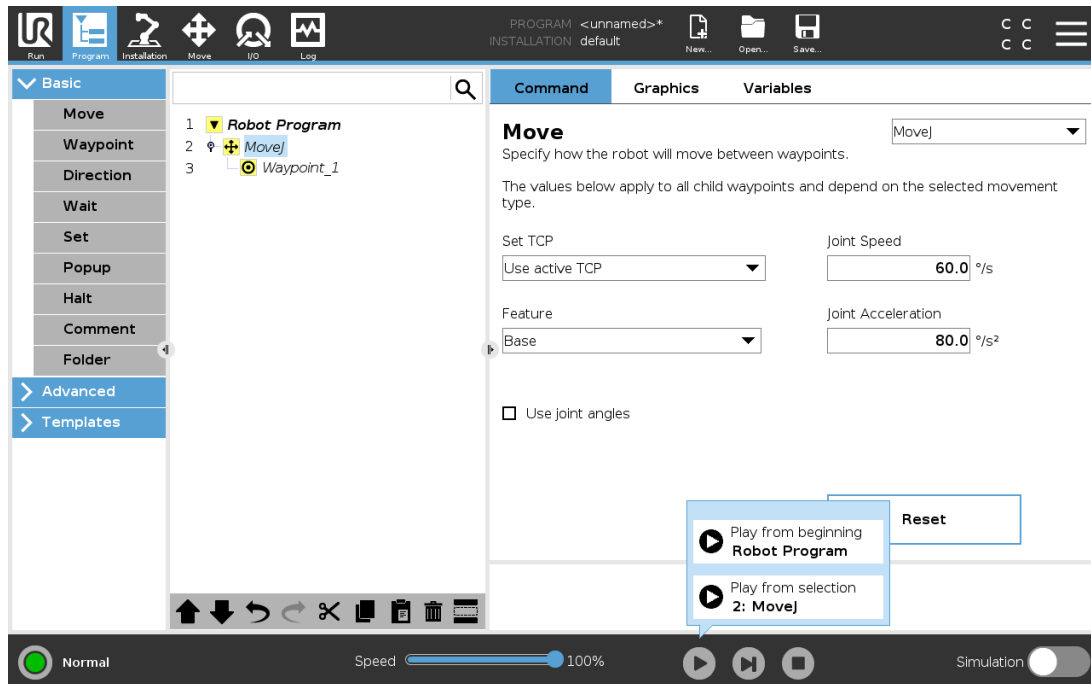 PROGRAM <unnamed>*
INSTALLATION default
UR
Run
Program
Installation
Move
I/O
Log
New...
Open...
Save...
C C
C C
Basic
Move
Waypoint
Direction
Wait
Set
Popup
Halt
Comment
Folder
Advanced
Templates
1 Robot Program
2 MoveJ
3 Waypoint_1
Command Graphics Variables
Move
MoveJ
Specify how the robot will move between waypoints.
The values below apply to all child waypoints and depend on the selected movement
type.
Set TCP
Joint Speed
Use active TCP
60.0 °/s
Feature
Joint Acceleration
Base
80.0 °/s²
Use joint angles
Reset
Play from beginning
Robot Program
Play from selection
2: MoveJ
Normal
Speed
100%
Simulation